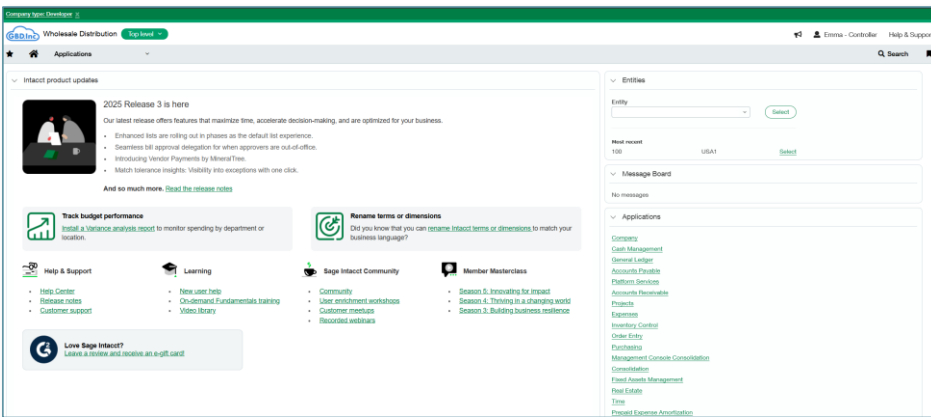 Company type: Developer
GBD.Inc Wholesale Distribution Top level
Emma - Controller Help & Suppor
Applications
Search
Intacct product updates
2025 Release 3 is here
Our latest release offers features that maximize time, accelerate decision-making, and are optimized for your business.
• Enhanced lists are rolling out in phases as the default list experience.
• Seamless bill approval delegation for when approvers are out-of-office.
• Introducing Vendor Payments by MineralTree.
• Match tolerance insights: Visibility into exceptions with one click.
And so much more. Read the release notes
Track budget performance
Install a Variance analysis report to monitor spending by department or
location.
Rename terms or dimensions
Did you know that you can rename Intacct terms or dimensions to match your
business language?
Help & Support
• Help Center
• Release notes
• Customer support
Learning
• New user help
• On-demand Fundamentals training
• Video library
Sage Intacct Community
• Community
• User enrichment workshops
• Customer meetups
• Recorded webinars
Member Masterclass
• Season 5: Innovating for impact
• Season 4: Thriving in a changing world
• Season 3: Building business resilience
Love Sage Intacct?
Leave a review and receive an e-gift card!
Entities
Entity
Select
Most recent
100 USA1 Select
Message Board
No messages
Applications
Company
Cash Management
General Ledger
Accounts Payable
Platform Services
Accounts Receivable
Projects
Expenses
Inventory Control
Order Entry
Purchasing
Management Console Consolidation
Consolidation
Fixed Assets Management
Real Estate
Time
Prepaid Expense Amortization